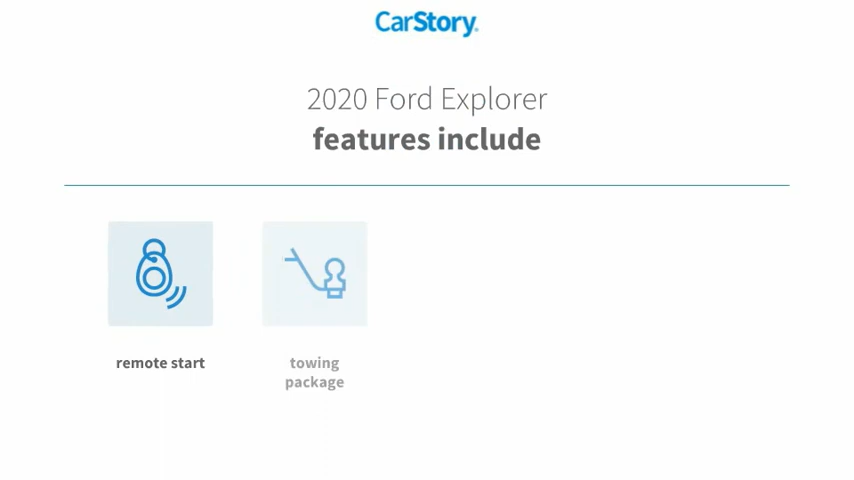 CarStory
2020 Ford Explorer
features include
remote start
towing
package